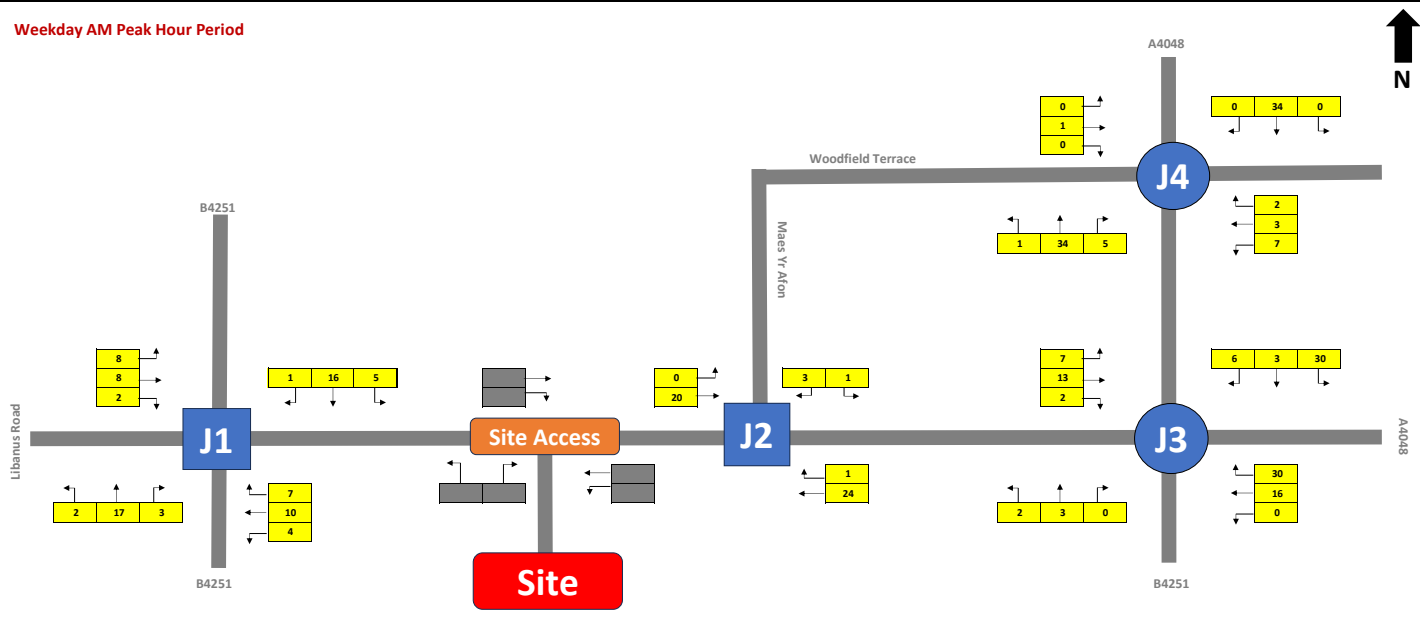 Weekday AM Peak Hour Period
N
A4048
0
1
0
0 34 0
Woodfield Terrace
J4
2
3
7
1 34 5
B4251
Maes Yr Afon
8
8
2
1 16 5
0
20
3 1
7
13
2
6 3 30
Libanus Road
J1
Site Access
J2
J3
A4048
2 17 3
7
10
4
1
24
2 3 0
30
16
0
B4251
Site
B4251